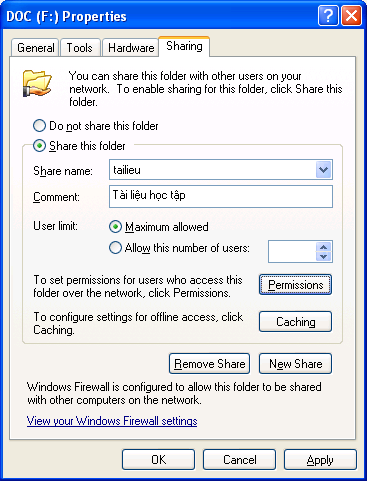 DOC (F:) Properties
General Tools Hardware Sharing
You can share this folder with other users on your
network. To enable sharing for this folder, click Share this
folder.
Do not share this folder
Share this folder
Share name: tailieu
Comment: Tài liệu học tập
User limit: Maximum allowed
Allow this number of users:
To set permissions for users who access this
folder over the network, click Permissions.
Permissions
To configure settings for offline access, click
Caching.
Caching
Remove Share New Share
Windows Firewall is configured to allow this folder to be shared
with other computers on the network.
View your Windows Firewall settings
OK Cancel Apply